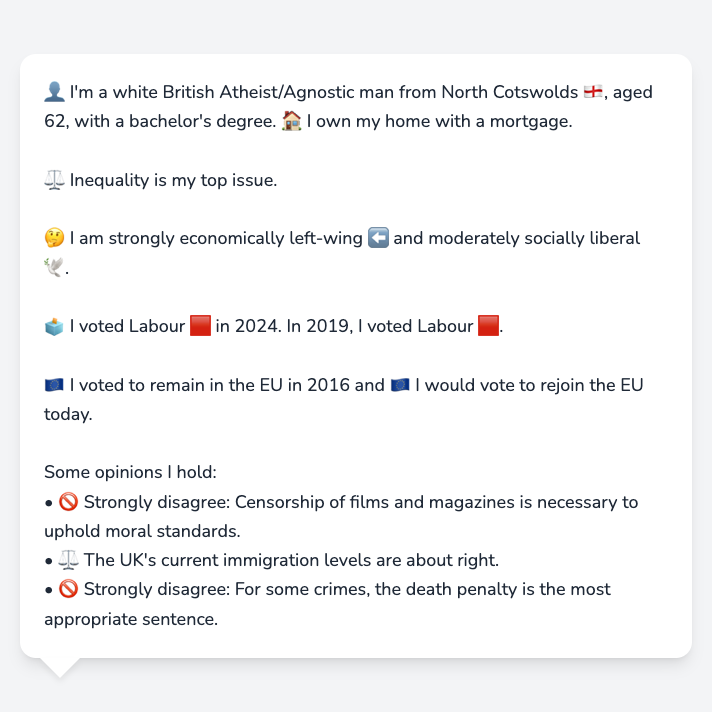 👤 I'm a white British Atheist/Agnostic man from North Cotswolds 🏴󠁧󠁢󠁥󠁮󠁧󠁿, aged
62, with a bachelor's degree. 🏠 I own my home with a mortgage.
⚖️ Inequality is my top issue.
🤔 I am strongly economically left-wing ⬅️ and moderately socially liberal
🕊️.
🗳️ I voted Labour 🟥 in 2024. In 2019, I voted Labour 🟥.
🇪🇺 I voted to remain in the EU in 2016 and 🇪🇺 I would vote to rejoin the EU
today.
Some opinions I hold:
• 🚫 Strongly disagree: Censorship of films and magazines is necessary to
uphold moral standards.
• ⚖️ The UK's current immigration levels are about right.
• 🚫 Strongly disagree: For some crimes, the death penalty is the most
appropriate sentence.